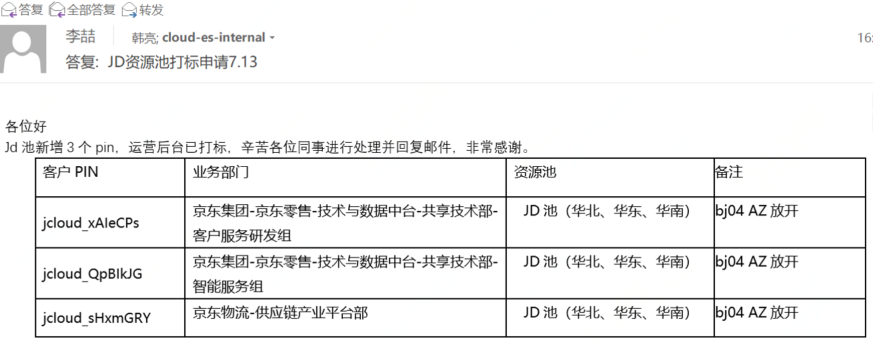 答复 全部答复 转发
李喆 韩亮; cloud-es-internal
16:
答复: JD资源池打标申请7.13
各位好
Jd 池新增 3 个 pin，运营后台已打标，辛苦各位同事进行处理并回复邮件，非常感谢。
客户 PIN 业务部门 资源池 备注
jcloud_xAIeCPs 京东集团-京东零售-技术与数据中台-共享技术部-
客户服务研发组 JD 池（华北、华东、华南） bj04 AZ 放开
jcloud_QpBIkJG 京东集团-京东零售-技术与数据中台-共享技术部-
智能服务组 JD 池（华北、华东、华南） bj04 AZ 放开
jcloud_sHxmGRY 京东物流-供应链产业平台部 JD 池（华北、华东、华南） bj04 AZ 放开